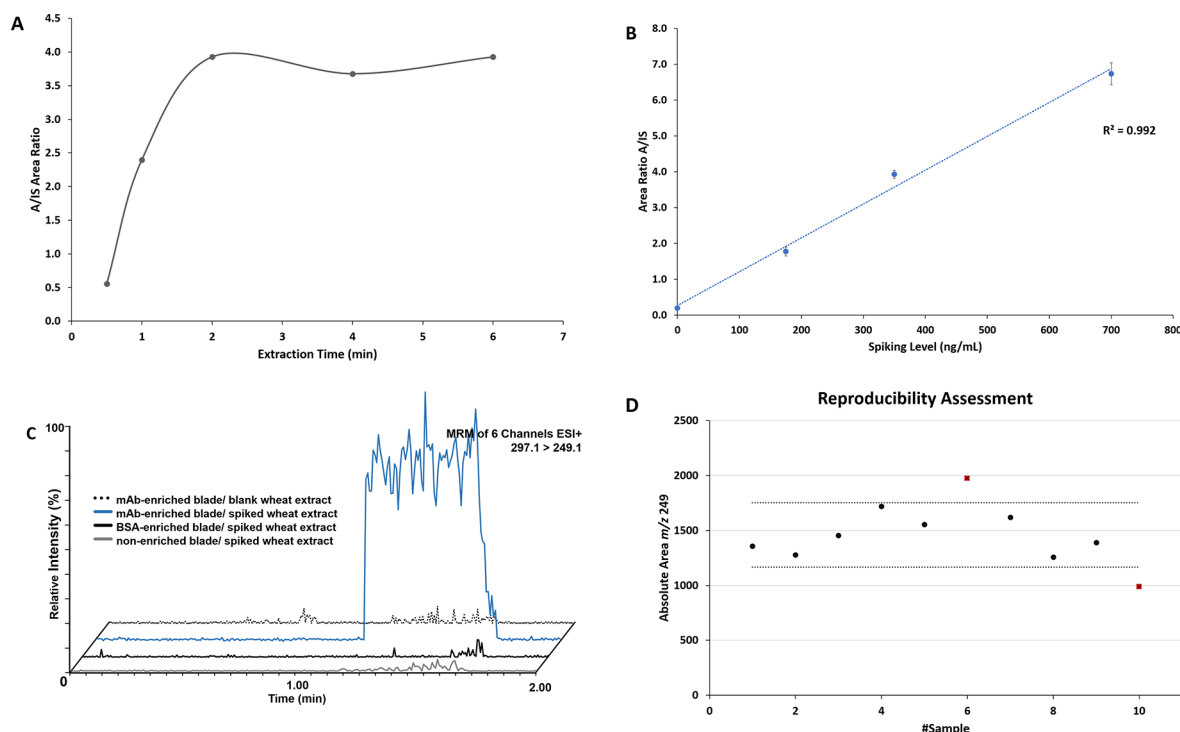 A
4.5
4.0
3.5
3.0
2.5
2.0
1.5
1.0
0.5
0.0
A/IS Area Ratio
0 1 2 3 4 5 6 7
Extraction Time (min)
B
8.0
7.0
6.0
5.0
4.0
3.0
2.0
1.0
0.0
Area Ratio A/IS
R² = 0.992
0 100 200 300 400 500 600 700 800
Spiking Level (ng/mL)
C
100
MRM of 6 Channels ESI+
297.1 > 249.1
mAb-enriched blade/ blank wheat extract
mAb-enriched blade/ spiked wheat extract
BSA-enriched blade/ spiked wheat extract
non-enriched blade/ spiked wheat extract
Relative Intensity (%)
0 1.00 2.00
Time (min)
D
Reproducibility Assessment
2500
2000
1500
1000
500
0
Absolute Area m/z 249
0 2 4 6 8 10
#Sample